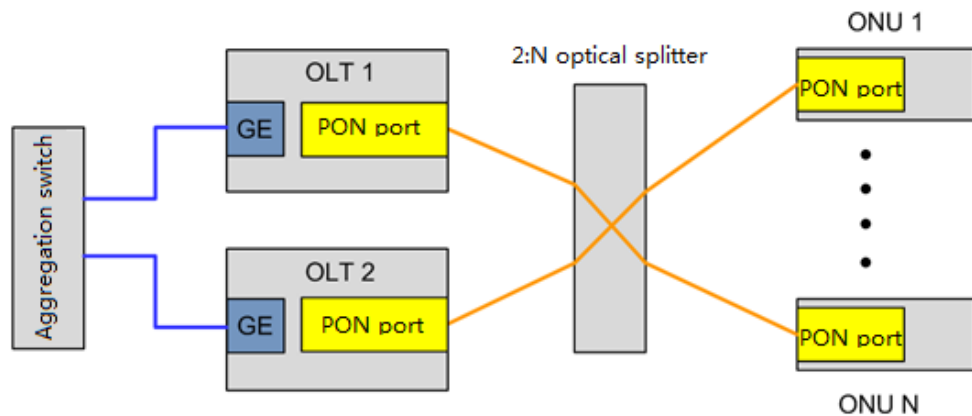 ONU 1
OLT 1
2:N optical splitter
PON port
GE
PON port
Aggregation switch
OLT 2
GE
PON port
PON port
ONU N